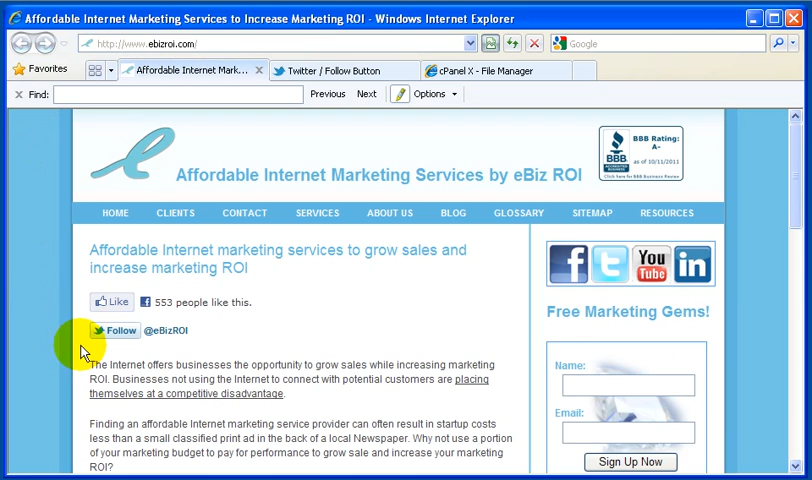 Affordable Internet Marketing Services to Increase Marketing ROI - Windows Internet Explorer
http://www.ebizroi.com/
Google
Favorites
Affordable Internet Mark...
Twitter / Follow Button
cPanel X - File Manager
Find:
Previous
Next
Options
Affordable Internet Marketing Services by eBiz ROI
BBB
BBB Rating:
A-
as of 10/11/2011
Click here for BBB Business Review
HOME
CLIENTS
CONTACT
SERVICES
ABOUT US
BLOG
GLOSSARY
SITEMAP
RESOURCES
Affordable Internet marketing services to grow sales and
increase marketing ROI
Like
553 people like this.
Follow
@eBizROI
The Internet offers businesses the opportunity to grow sales while increasing marketing
ROI. Businesses not using the Internet to connect with potential customers are placing
themselves at a competitive disadvantage.
Finding an affordable Internet marketing service provider can often result in startup costs
less than a small classified print ad in the back of a local Newspaper. Why not use a portion
of your marketing budget to pay for performance to grow sale and increase your marketing
ROI?
f
t
You
Tube
in
Free Marketing Gems!
Name:
Email:
Sign Up Now